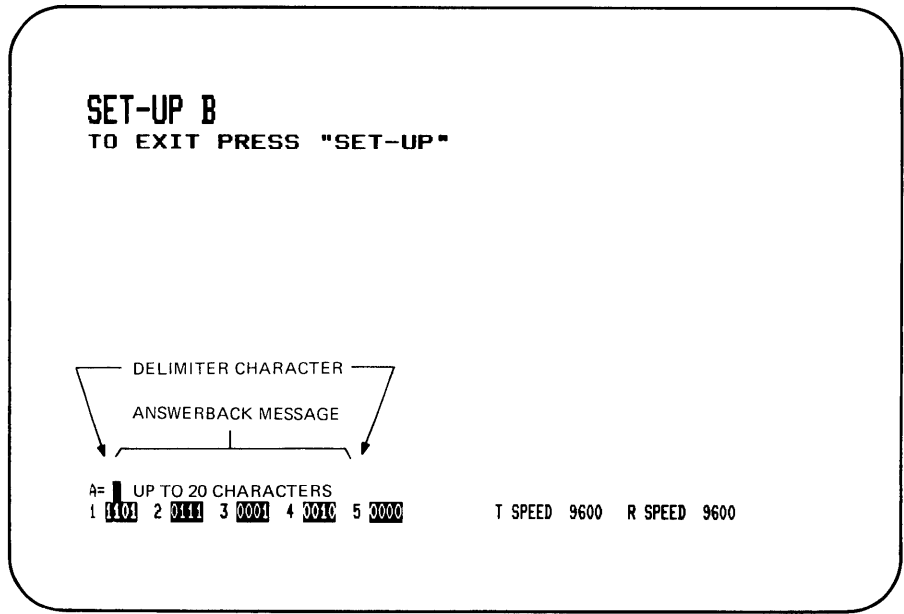 SET-UP B
TO EXIT PRESS "SET-UP"
DELIMITER CHARACTER
ANSWERBACK MESSAGE
A= UP TO 20 CHARACTERS
1 1101 2 0111 3 0001 4 0010 5 0000 T SPEED 9600 R SPEED 9600